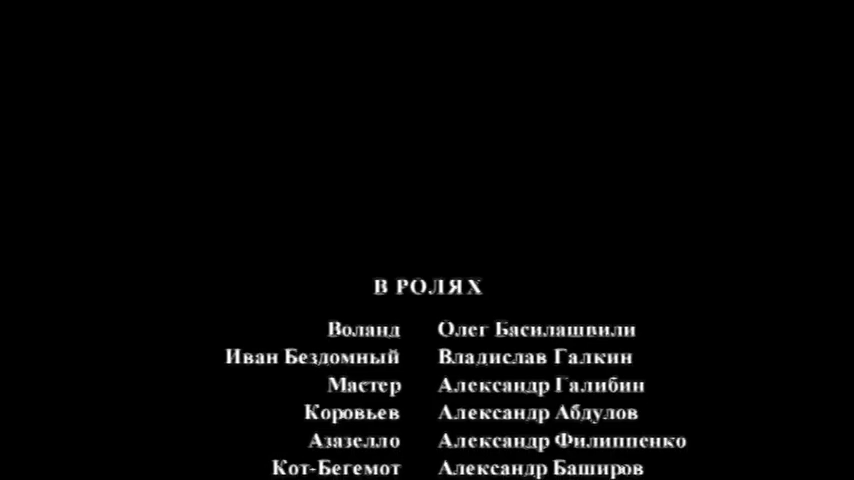 В РОЛЯХ
Воланд Олег Басилашвили
Иван Бездомный Владислав Галкин
Мастер Александр Галибин
Коровьев Александр Абдулов
Азазелло Александр Филиппенко
Кот-Бегемот Александр Баширов